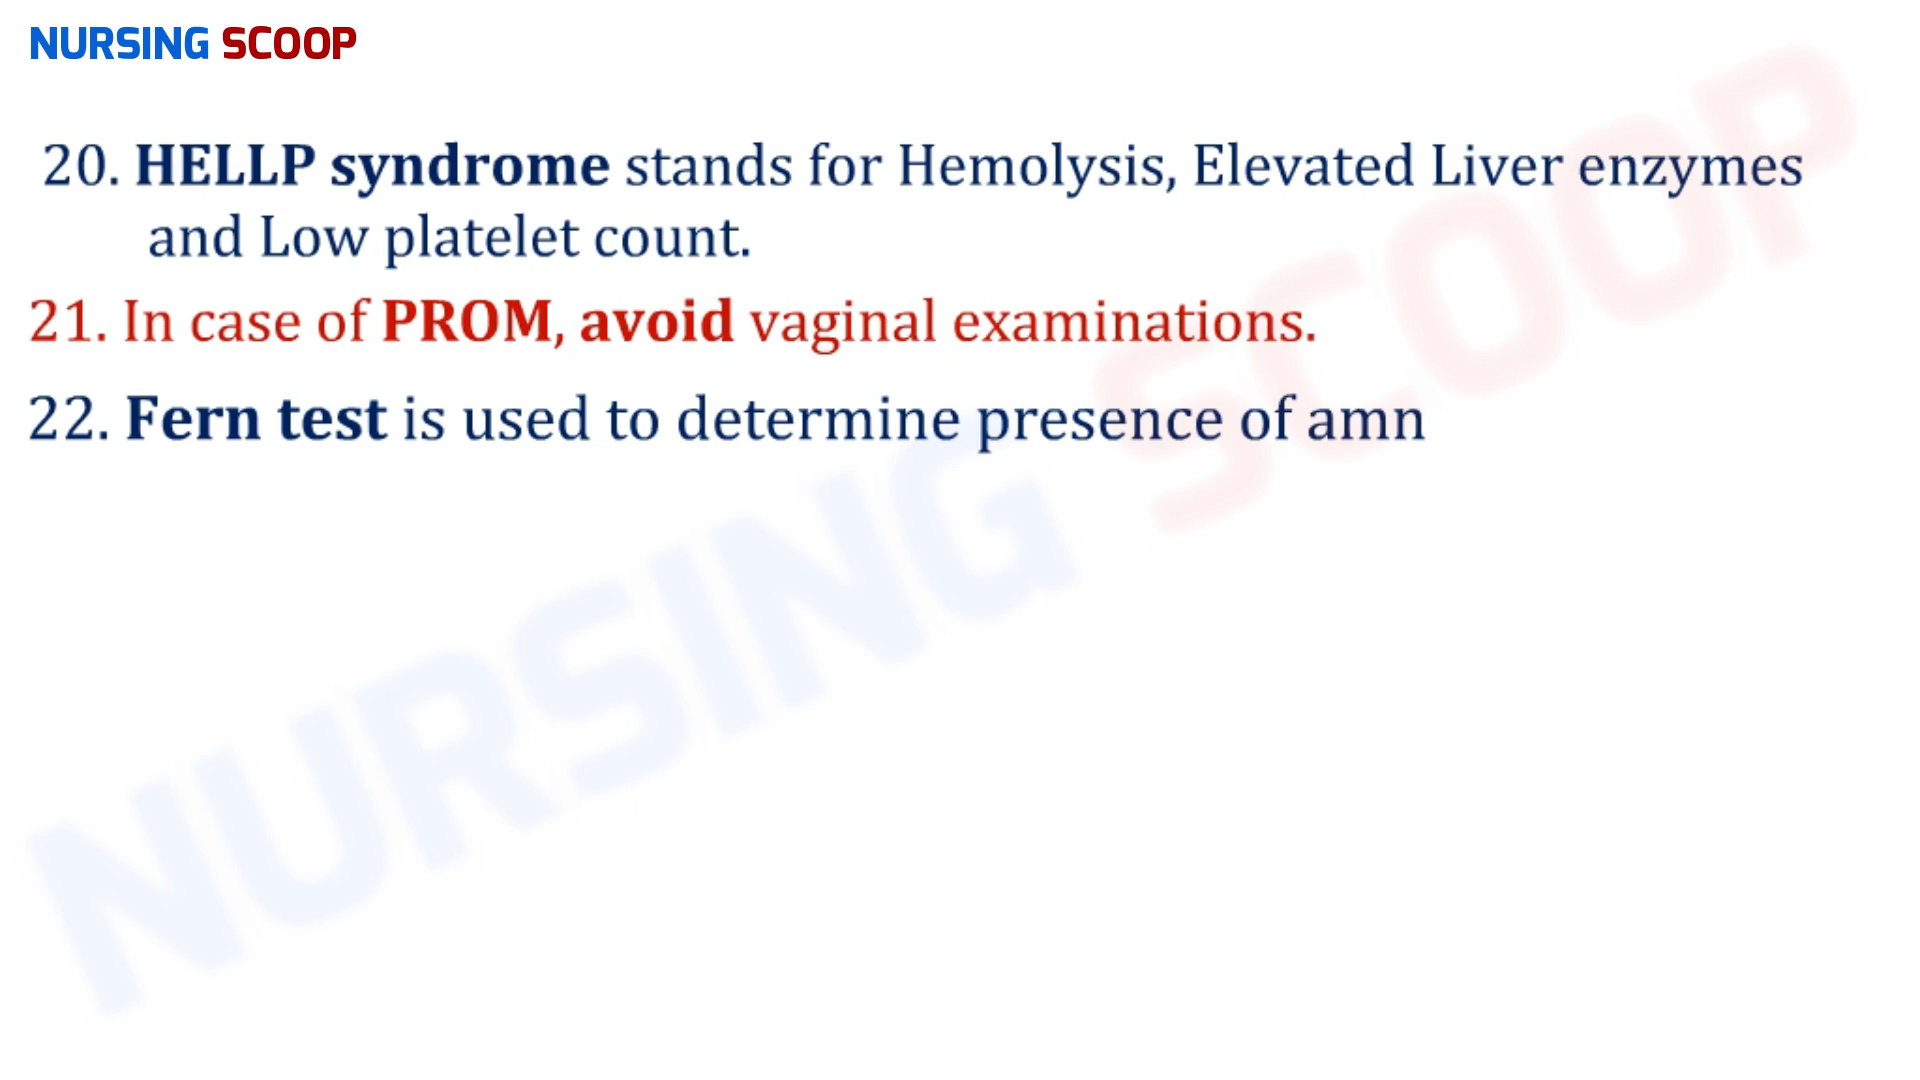 NURSING SCOOP
20. HELLP syndrome stands for Hemolysis, Elevated Liver enzymes
and Low platelet count.
21. In case of PROM, avoid vaginal examinations.
22. Fern test is used to determine presence of amn
NURSING SCOOP